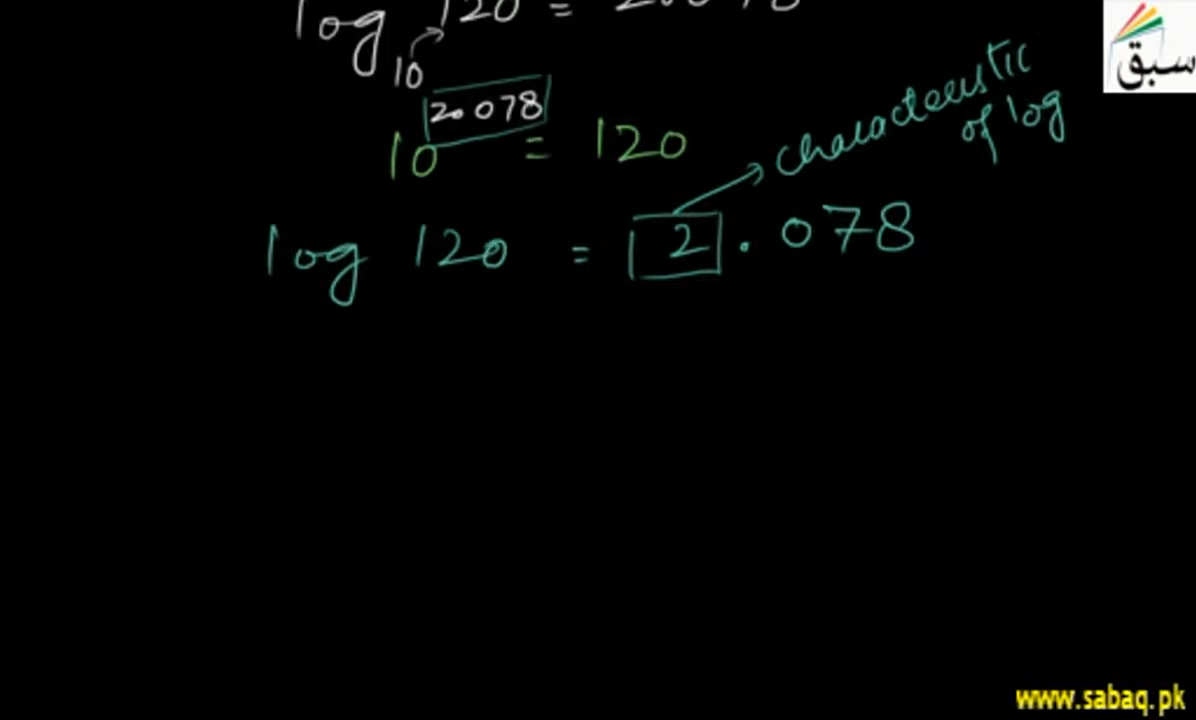 log₁₀ 120 = 2.078
سبق
10^2.078 = 120
characteristic of log
log 120 = 2.078
www.sabaq.pk